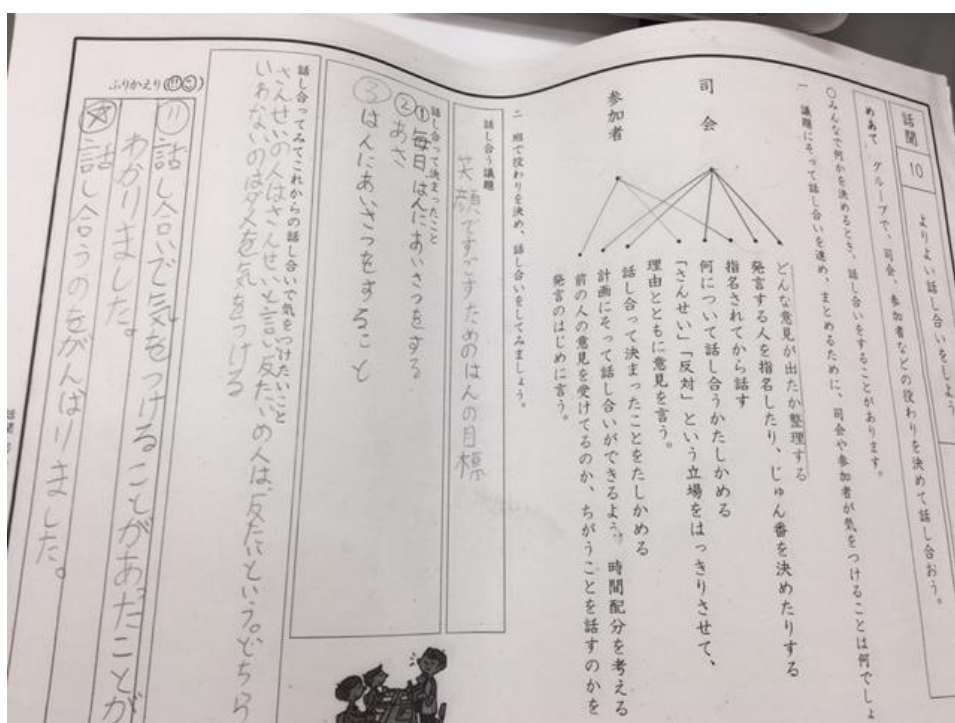 話聞
10
よりよい話し合いをしよう
めあて グループで、司会、参加者などの役わりを決めて話し合おう。
○みんなで何かを決めるとき、話し合いをすることがあります。
一 議題にそって話し合いを進め、まとめるために、司会や参加者が気をつけることは何でしょ
司会
参加者
どんな意見が出たか整理する
発言する人を指名したり、じゅん番を決めたりする
指名されてから話す
何について話し合うかたしかめる
「さんせい」「反対」という立場をはっきりさせて、
理由とともに意見を言う。
話し合って決まったことをたしかめる
計画にそって話し合いができるよう、時間配分を考える
前の人の意見を受けてるのか、ちがうことを話すのかを
発言のはじめに言う。
二 班で役わりを決め、話し合いをしてみましょう。
話し合う議題
笑顔ですごすためのはんの目標
話し合って決まったこと
①毎日、はんにあいさつをする
②あさ
③はんにあいさつをすること
話し合ってみてこれからの話し合いで気をつけたいこと
さんせいの人はさんせいと言い反たいの人は、反たいという。どちら
いわないのはダメを気をつける
ふりかえり
話し合いで気をつけることがあったことが
わかりました。
話し合うのをがんばりました。